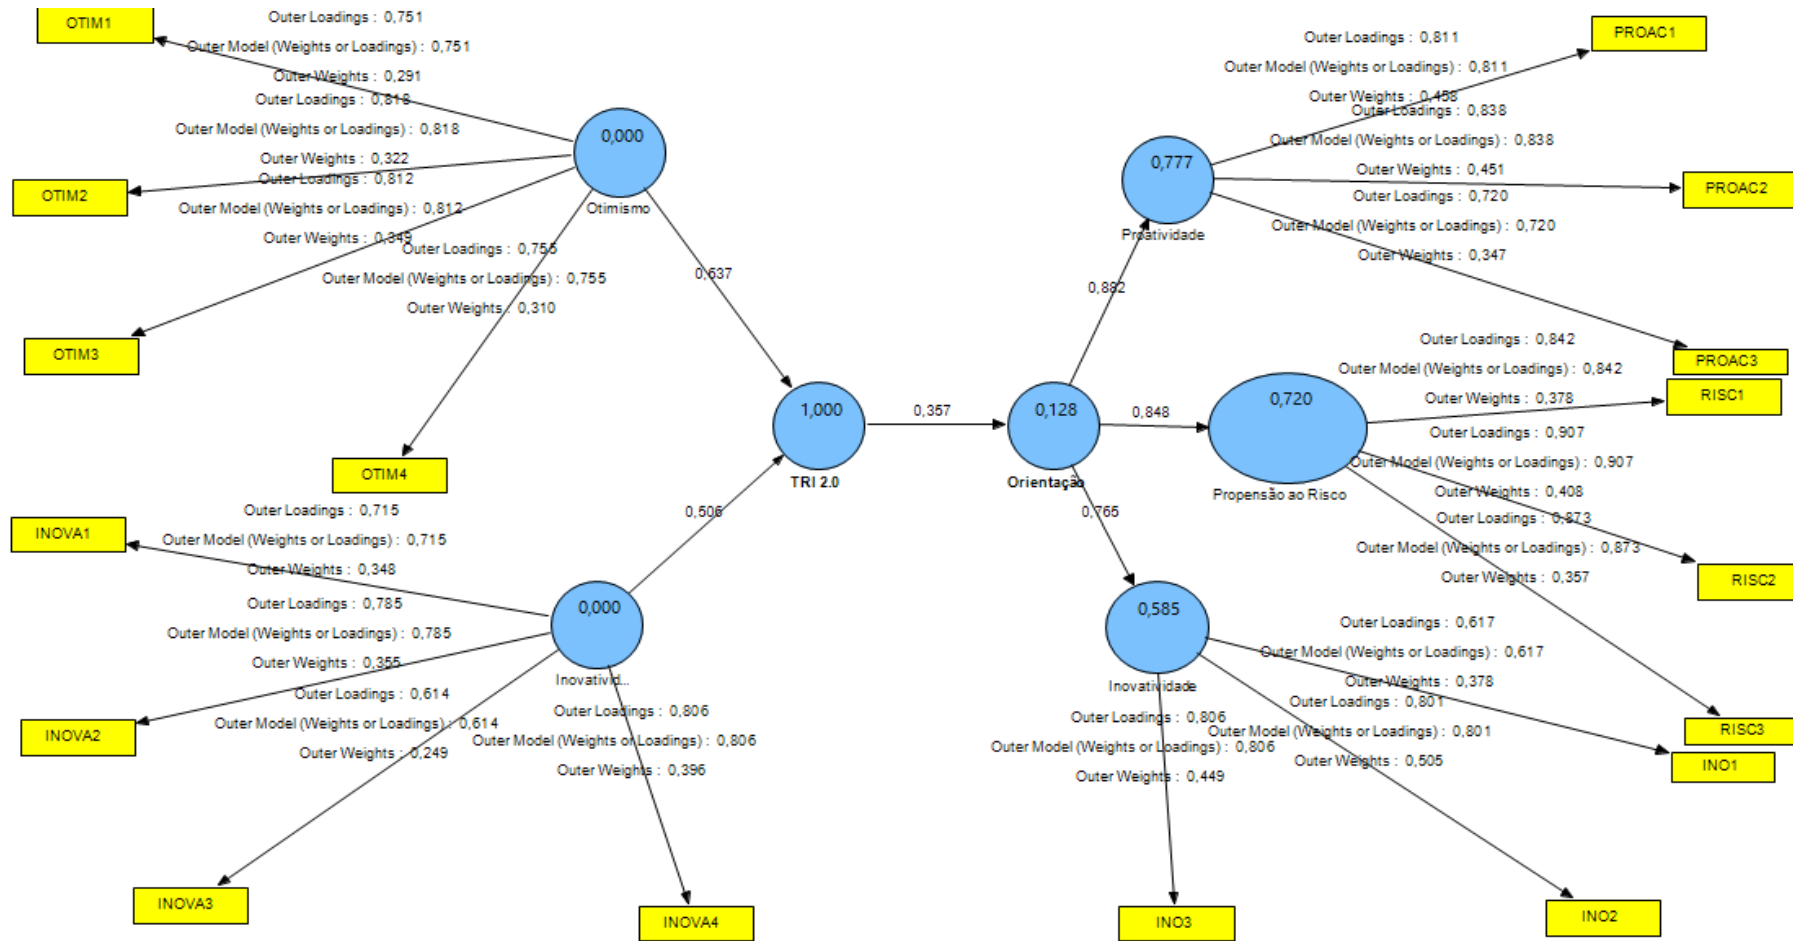 OTIM1
Outer Loadings : 0,751
Outer Model (Weights or Loadings) : 0,751
Outer Weights : 0,291
Outer Loadings : 0,818
Outer Model (Weights or Loadings) : 0,818
Outer Weights : 0,322
OTIM2
Outer Loadings : 0,812
Outer Model (Weights or Loadings) : 0,812
Outer Weights : 0,349
OTIM3
Outer Loadings : 0,755
Outer Model (Weights or Loadings) : 0,755
Outer Weights : 0,310
OTIM4
0,000
Otimismo
0,637
INOVA1
Outer Loadings : 0,715
Outer Model (Weights or Loadings) : 0,715
Outer Weights : 0,348
Outer Loadings : 0,785
Outer Model (Weights or Loadings) : 0,785
Outer Weights : 0,355
INOVA2
Outer Loadings : 0,614
Outer Model (Weights or Loadings) : 0,614
Outer Weights : 0,249
INOVA3
Outer Loadings : 0,806
Outer Model (Weights or Loadings) : 0,806
Outer Weights : 0,396
INOVA4
0,000
Inovativid...
0,506
1,000
TRI 2.0
0,357
0,128
Orientação
0,882
0,848
0,765
0,777
Proatividade
Outer Loadings : 0,811
Outer Model (Weights or Loadings) : 0,811
Outer Weights : 0,458
PROAC1
Outer Loadings : 0,838
Outer Model (Weights or Loadings) : 0,838
Outer Weights : 0,451
PROAC2
Outer Loadings : 0,720
Outer Model (Weights or Loadings) : 0,720
Outer Weights : 0,347
PROAC3
0,720
Propensão ao Risco
Outer Loadings : 0,842
Outer Model (Weights or Loadings) : 0,842
Outer Weights : 0,378
RISC1
Outer Loadings : 0,907
Outer Model (Weights or Loadings) : 0,907
Outer Weights : 0,408
RISC2
Outer Loadings : 0,873
Outer Model (Weights or Loadings) : 0,873
Outer Weights : 0,357
RISC3
0,585
Inovatividade
Outer Loadings : 0,617
Outer Model (Weights or Loadings) : 0,617
Outer Weights : 0,378
INO1
Outer Loadings : 0,801
Outer Model (Weights or Loadings) : 0,801
Outer Weights : 0,505
INO2
Outer Loadings : 0,806
Outer Model (Weights or Loadings) : 0,806
Outer Weights : 0,449
INO3